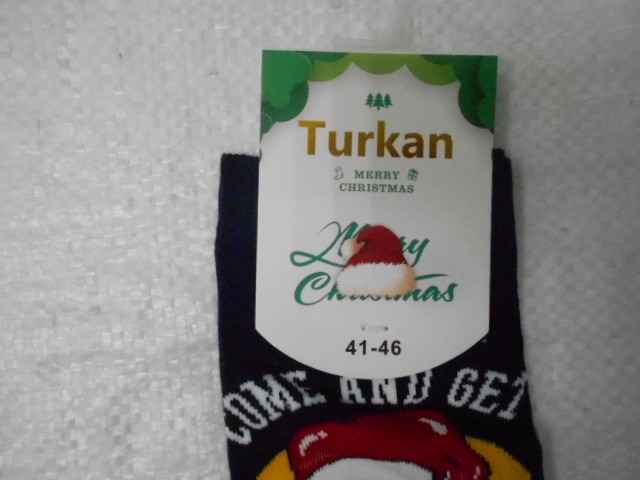 Turkan
MERRY
CHRISTMAS
Merry
Christmas
41-46
COME AND GET